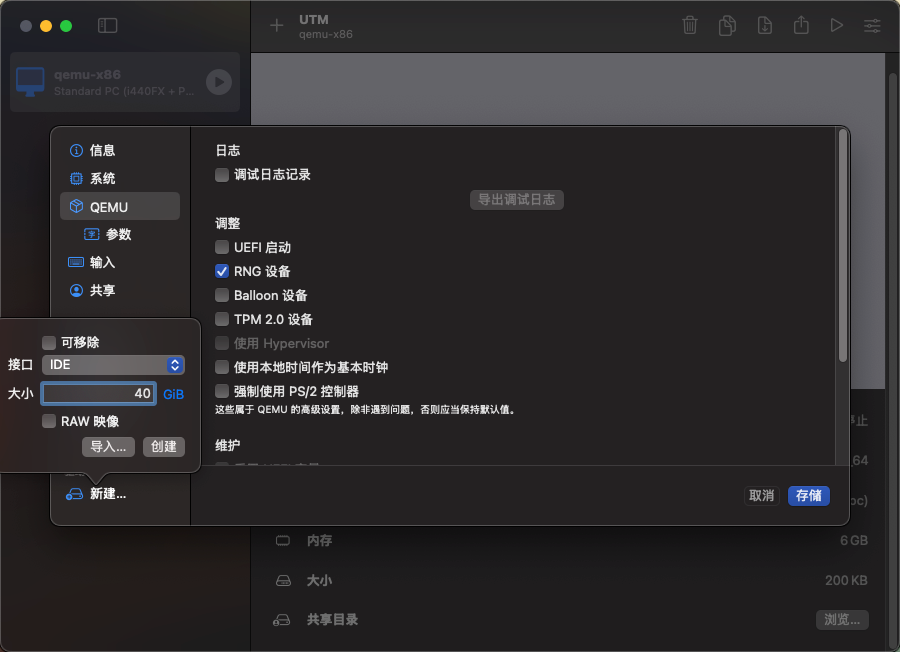 UTM
qemu-x86
qemu-x86
Standard PC (i440FX + P...
信息
系统
QEMU
参数
输入
共享
新建...
可移除
接口 IDE
大小 40 GiB
RAW 映像
导入... 创建
日志
调试日志记录
导出调试日志
调整
UEFI 启动
RNG 设备
Balloon 设备
TPM 2.0 设备
使用 Hypervisor
使用本地时间作为基本时钟
强制使用 PS/2 控制器
这些属于 QEMU 的高级设置，除非遇到问题，否则应当保持默认值。
维护
取消 存储
止
64
oc)
内存 6 GB
大小 200 KB
共享目录 浏览...